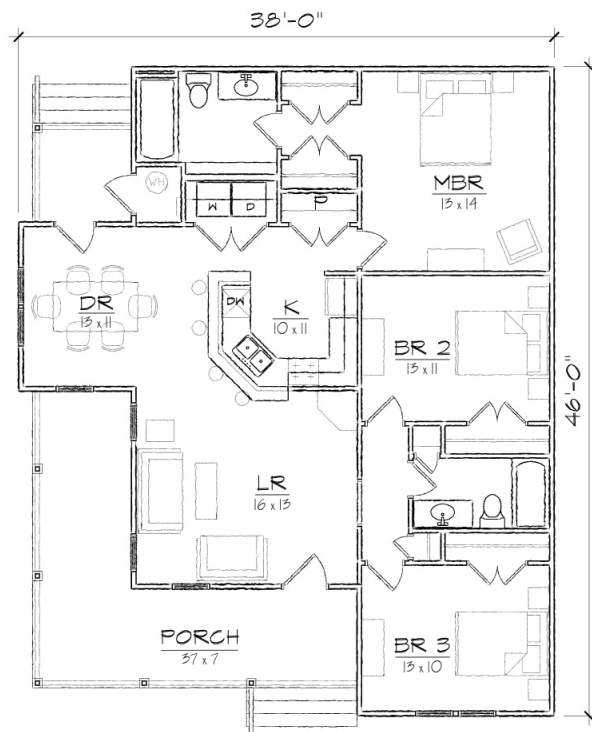 38'-0"
MBR
13 x 14
WH
W D
P
DR
13 x 11
DW
K
10 x 11
BR 2
13 x 11
46'-0"
LR
16 x 13
PORCH
37 x 7
BR 3
13 x 10